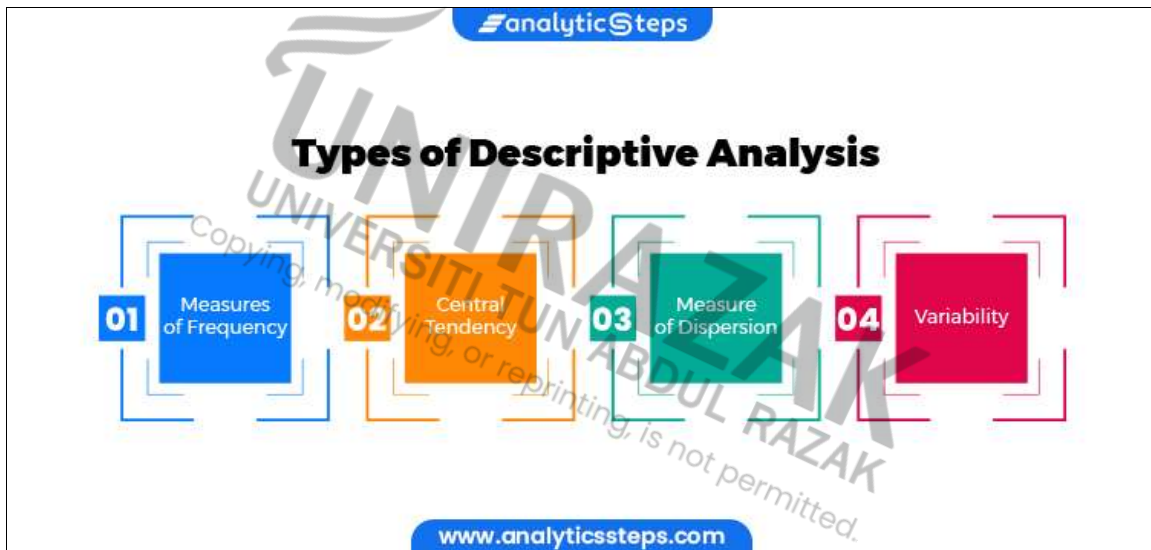 analyticSteps
Types of Descriptive Analysis
01
Measures
of Frequency
02
Central
Tendency
03
Measure
of Dispersion
04
Variability
UNIRAZAK
UNIVERSITI TUN ABDUL RAZAK
Copying, modifying, or reprinting, is not permitted.
www.analyticssteps.com